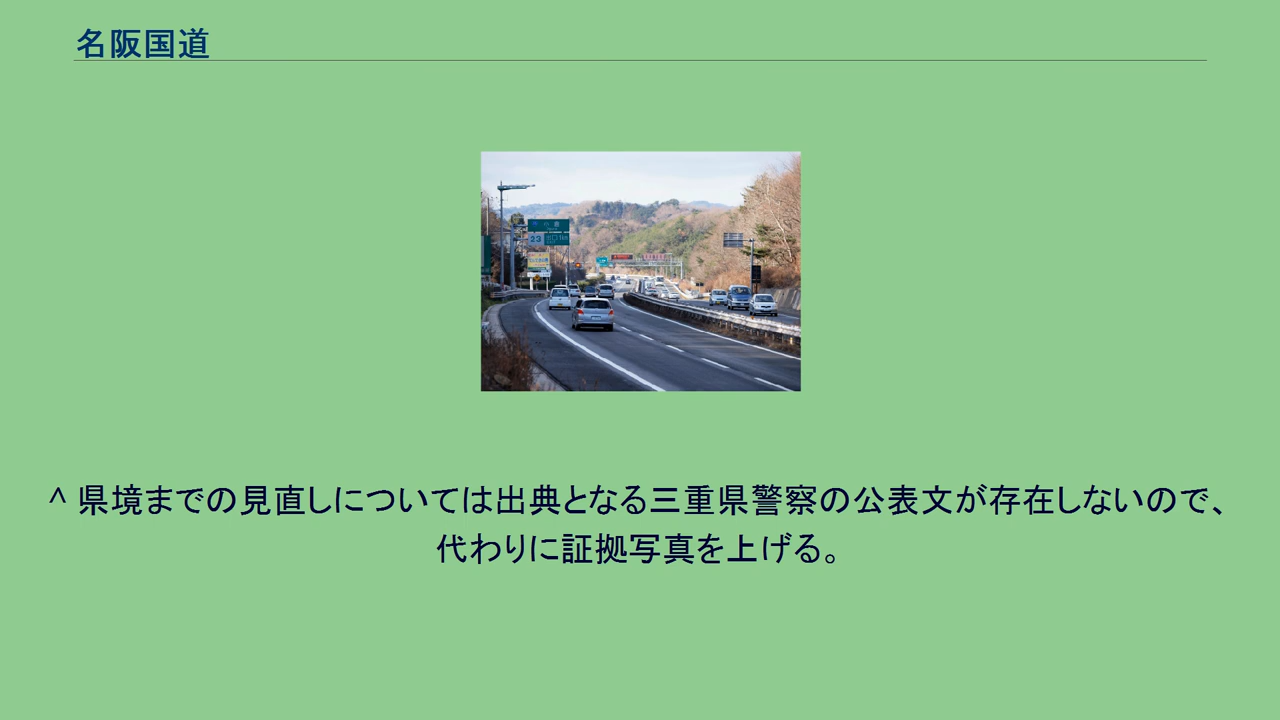 名阪国道
23
^ 県境までの見直しについては出典となる三重県警察の公表文が存在しないので、
代わりに証拠写真を上げる。